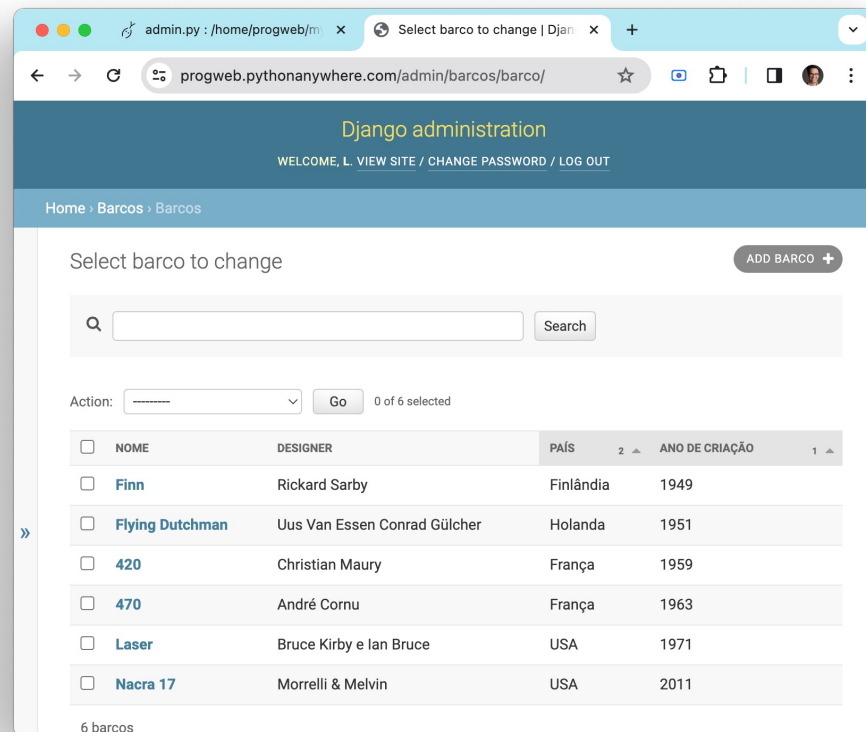 admin.py : /home/progweb/m
Select barco to change | Djan
progweb.pythonanywhere.com/admin/barcos/barco/
Django administration
WELCOME, L. VIEW SITE / CHANGE PASSWORD / LOG OUT
Home › Barcos › Barcos
Select barco to change
ADD BARCO +
Search
Action: --------- Go 0 of 6 selected
NOME DESIGNER PAÍS 2 ANO DE CRIAÇÃO 1
Finn Rickard Sarby Finlândia 1949
Flying Dutchman Uus Van Essen Conrad Gülcher Holanda 1951
420 Christian Maury França 1959
470 André Cornu França 1963
Laser Bruce Kirby e Ian Bruce USA 1971
Nacra 17 Morrelli & Melvin USA 2011
»
6 barcos